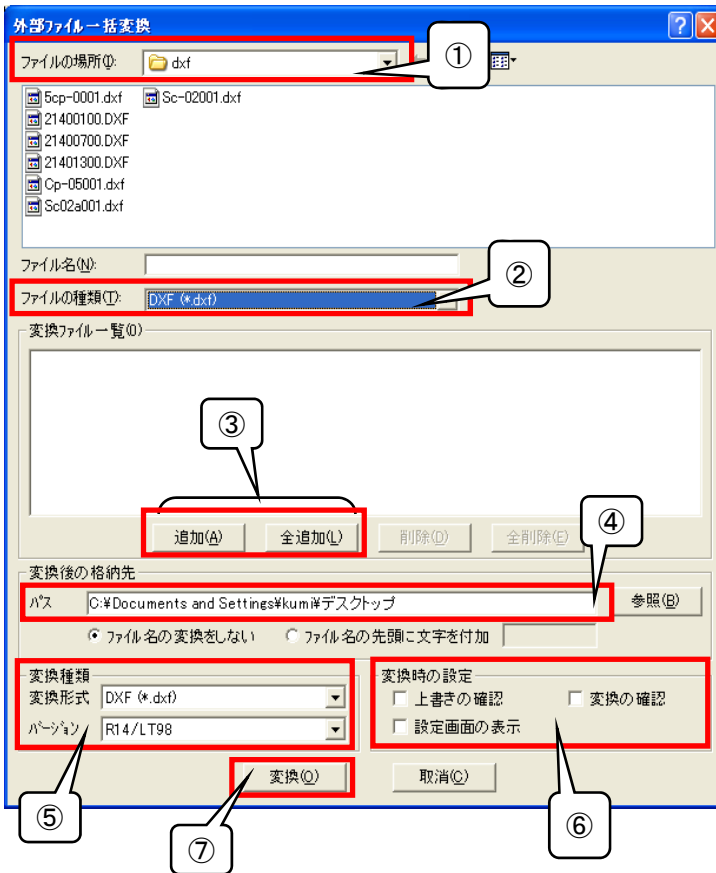 外部ファイル一括変換
ファイルの場所(I): dxf ①
5cp-0001.dxf Sc-02001.dxf
21400100.DXF
21400700.DXF
21401300.DXF
Cp-05001.dxf
Sc02a001.dxf
ファイル名(N):
②
ファイルの種類(T): DXF (*.dxf)
変換ファイル一覧(O)
③
④
追加(A) 全追加(L) 削除(D) 全削除(E)
変換後の格納先
パス C:¥Documents and Settings¥kumi¥デスクトップ 参照(B)
ファイル名の変換をしない ファイル名の先頭に文字を付加
変換種類 変換時の設定
変換形式 DXF (*.dxf) 上書きの確認 変換の確認
バージョン R14/LT98 設定画面の表示
変換(O) 取消(C)
⑤ ⑥
⑦